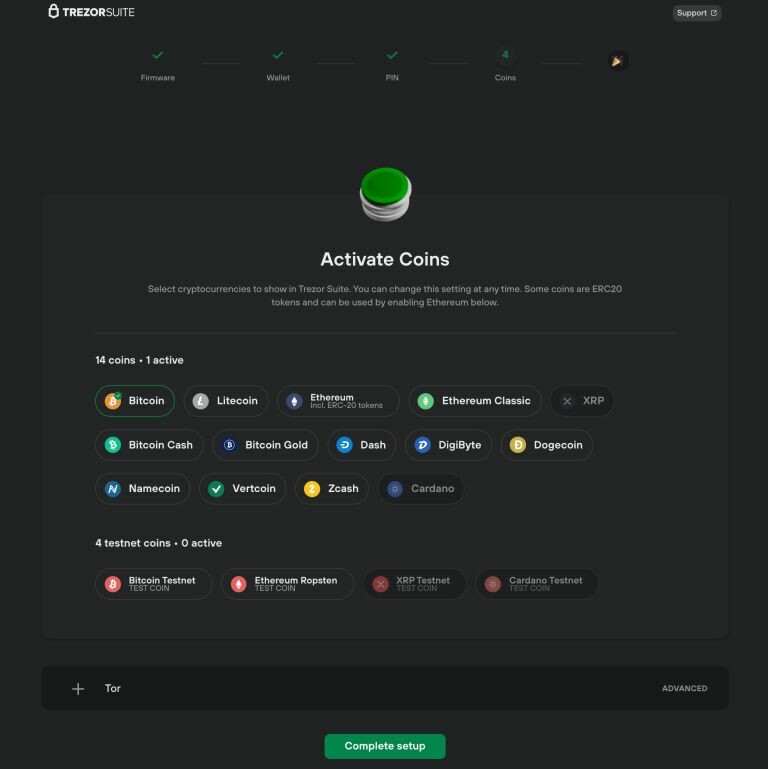 TREZORSUITE
Support
4
Firmware
Wallet
PIN
Coins
Activate Coins
Select cryptocurrencies to show in Trezor Suite. You can change this setting at any time. Some coins are ERC20
tokens and can be used by enabling Ethereum below.
14 coins • 1 active
Bitcoin
Litecoin
Ethereum
Incl. ERC-20 tokens
Ethereum Classic
XRP
Bitcoin Cash
Bitcoin Gold
Dash
DigiByte
Dogecoin
Namecoin
Vertcoin
Zcash
Cardano
4 testnet coins • 0 active
Bitcoin Testnet
TEST COIN
Ethereum Ropsten
TEST COIN
XRP Testnet
TEST COIN
Cardano Testnet
TEST COIN
Tor
ADVANCED
Complete setup